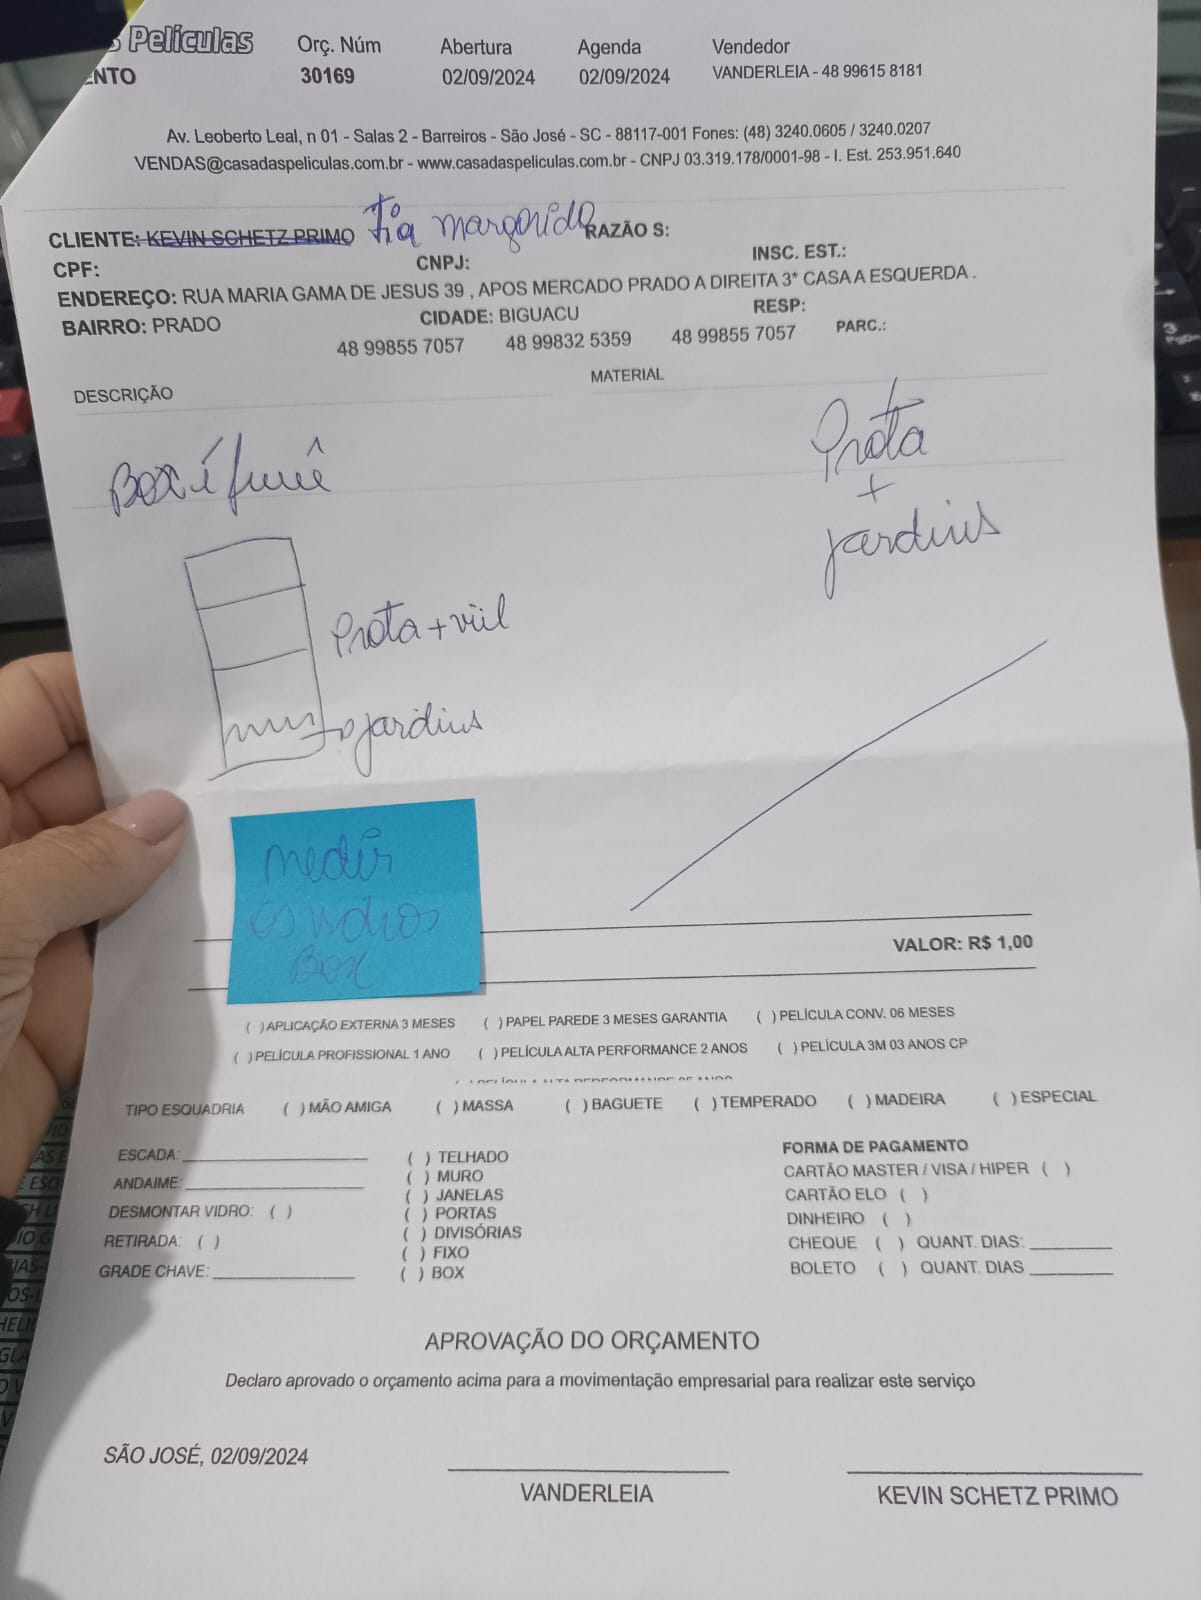 Películas
Orç. Núm Abertura Agenda Vendedor
ENTO 30169 02/09/2024 02/09/2024 VANDERLEIA - 48 99615 8181
Av. Leoberto Leal, n 01 - Salas 2 - Barreiros - São José - SC - 88117-001 Fones: (48) 3240.0605 / 3240.0207
VENDAS@casadaspeliculas.com.br - www.casadaspeliculas.com.br - CNPJ 03.319.178/0001-98 - I. Est. 253.951.640
CLIENTE: KEVIN SCHETZ PRIMO Tia margarida RAZÃO S:
CPF: CNPJ: INSC. EST.:
ENDEREÇO: RUA MARIA GAMA DE JESUS 39 , APOS MERCADO PRADO A DIREITA 3* CASA A ESQUERDA .
BAIRRO: PRADO CIDADE: BIGUACU RESP:
48 99855 7057 48 99832 5359 48 99855 7057 PARC.:
DESCRIÇÃO MATERIAL
Prata
Box
+
jardins
Prata +
jardins
medir
os
Box
VALOR: R$ 1,00
( ) APLICAÇÃO EXTERNA 3 MESES ( ) PAPEL PAREDE 3 MESES GARANTIA ( ) PELÍCULA CONV. 06 MESES
( ) PELÍCULA PROFISSIONAL 1 ANO ( ) PELÍCULA ALTA PERFORMANCE 2 ANOS ( ) PELÍCULA 3M 03 ANOS CP
TIPO ESQUADRIA ( ) MÃO AMIGA ( ) MASSA ( ) BAGUETE ( ) TEMPERADO ( ) MADEIRA ( ) ESPECIAL
ESCADA: ( ) TELHADO FORMA DE PAGAMENTO
( ) MURO CARTÃO MASTER / VISA / HIPER ( )
ANDAIME: ( ) JANELAS CARTÃO ELO ( )
DESMONTAR VIDRO: ( ) ( ) PORTAS DINHEIRO ( )
RETIRADA: ( ) ( ) DIVISÓRIAS CHEQUE ( ) QUANT. DIAS:
( ) FIXO
GRADE CHAVE: ( ) BOX BOLETO ( ) QUANT. DIAS
APROVAÇÃO DO ORÇAMENTO
Declaro aprovado o orçamento acima para a movimentação empresarial para realizar este serviço
SÃO JOSÉ, 02/09/2024
VANDERLEIA KEVIN SCHETZ PRIMO